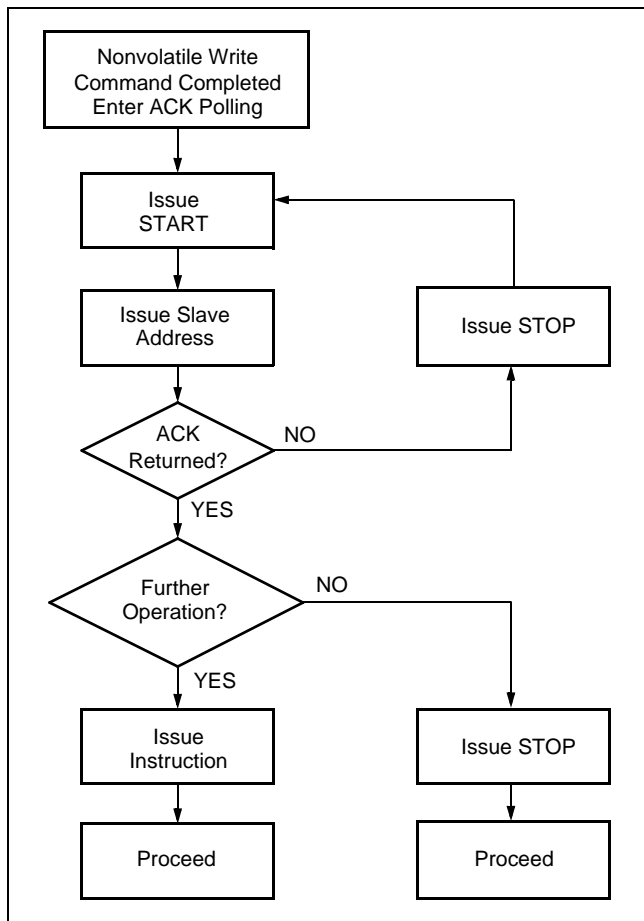 Nonvolatile Write
Command Completed
Enter ACK Polling
Issue
START
Issue Slave
Address
Issue STOP
ACK
Returned?
NO
YES
Further
Operation?
NO
YES
Issue
Instruction
Issue STOP
Proceed
Proceed